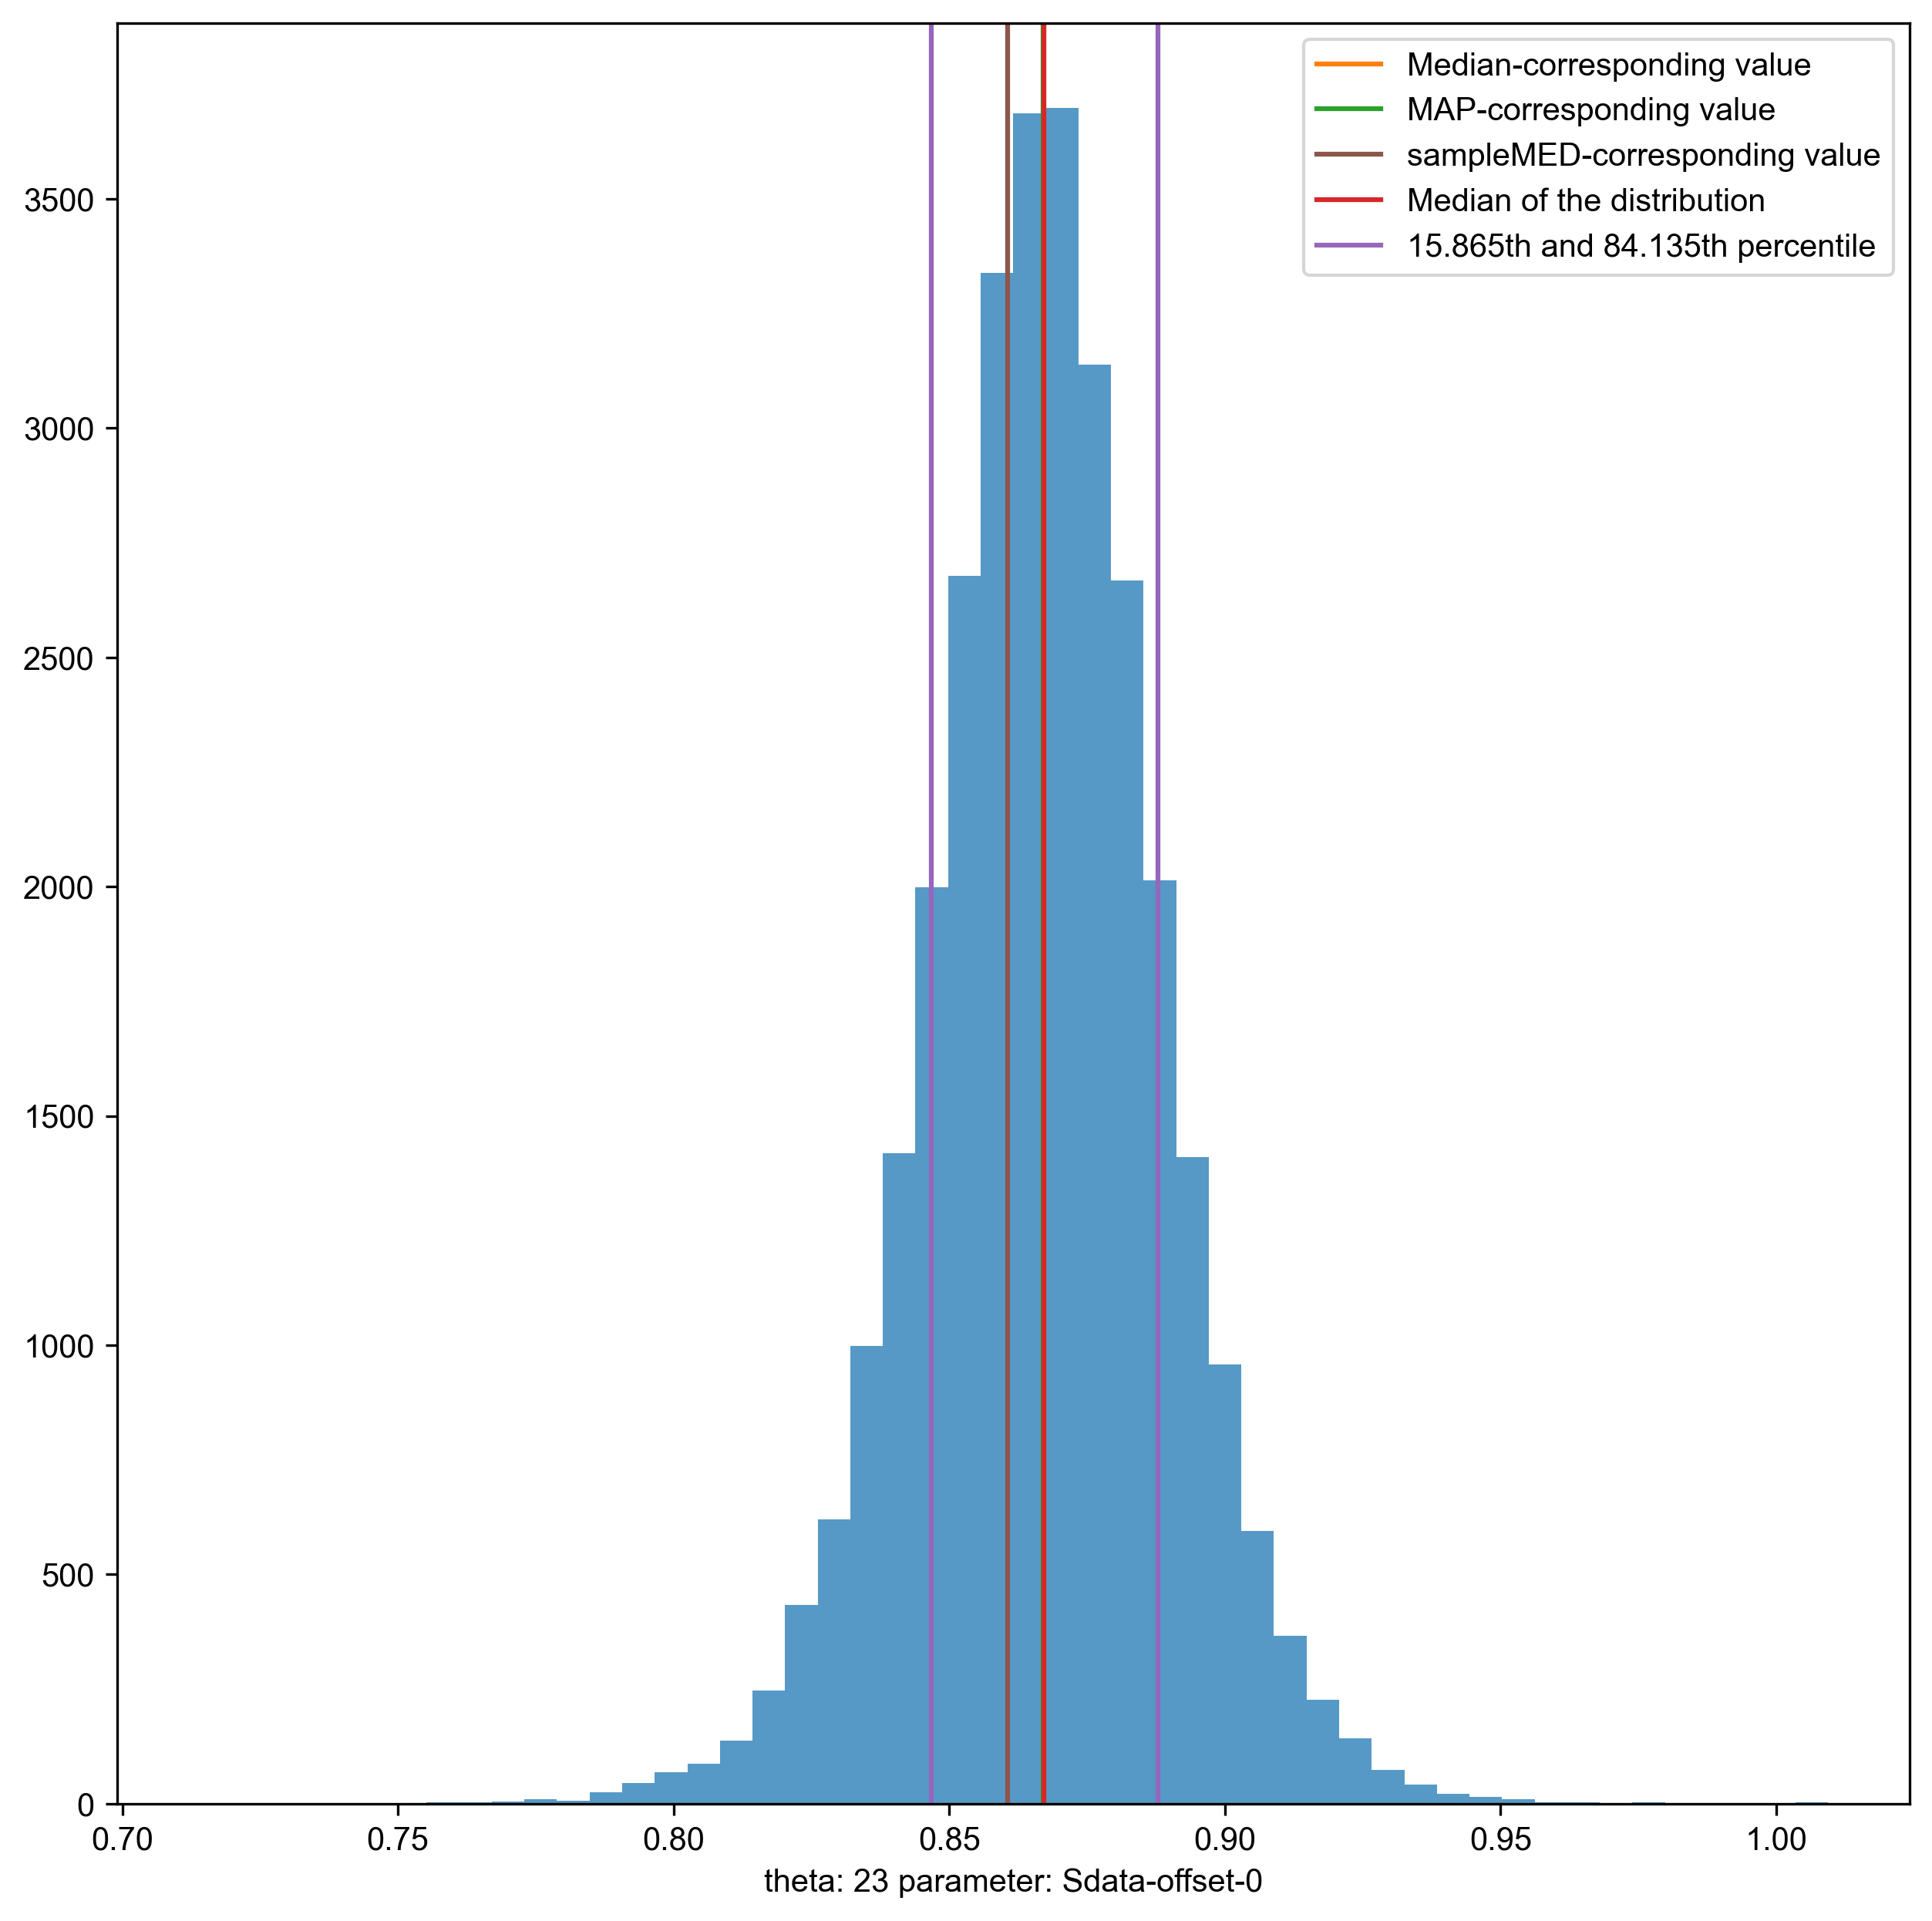 Median-corresponding value
MAP-corresponding value
sampleMED-corresponding value
Median of the distribution
15.865th and 84.135th percentile
3500
3000
2500
2000
1500
1000
500
0
0.70 0.75 0.80 0.85 0.90 0.95 1.00
theta: 23 parameter: Sdata-offset-0